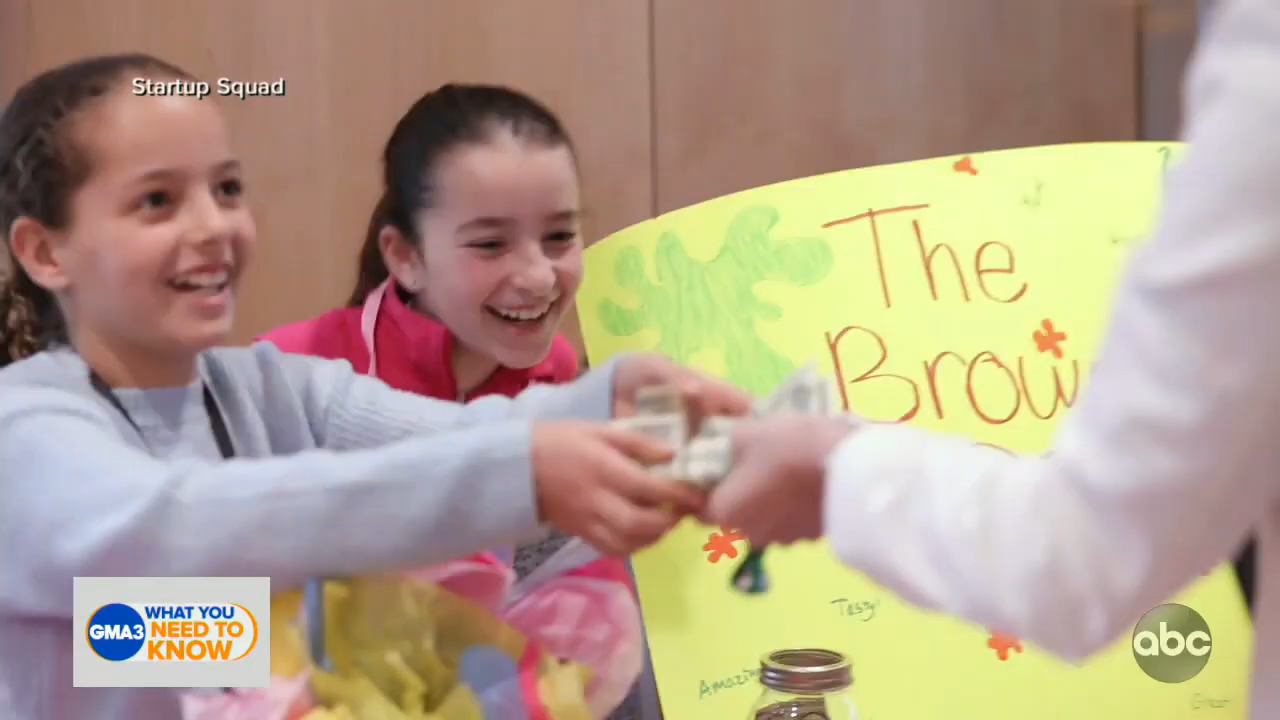 Startup Squad
The
Brow
Tasty
Amazin
GMA3
WHAT YOU
NEED TO
KNOW
abc